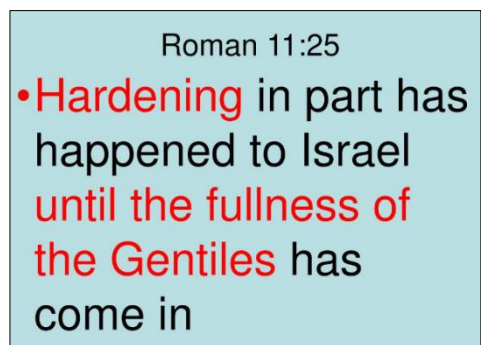 Roman 11:25
•Hardening in part has
happened to Israel
until the fullness of
the Gentiles has
come in